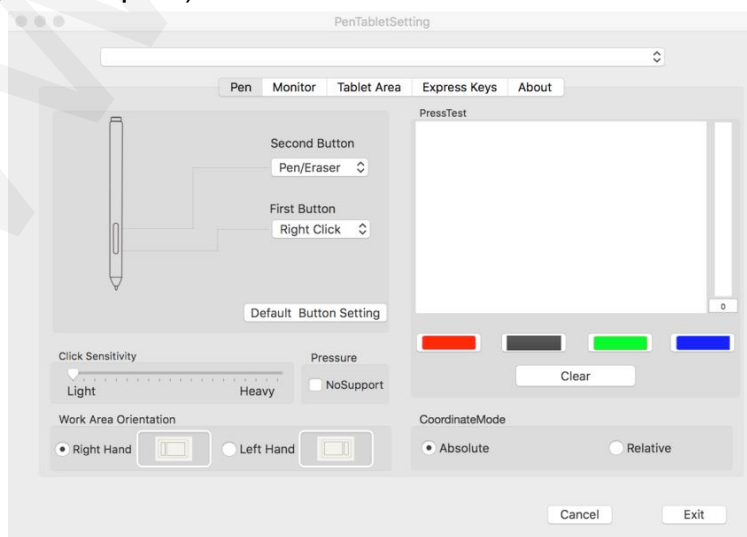 PenTabletSetting
Pen Monitor Tablet Area Express Keys About
PressTest
Second Button
Pen/Eraser
First Button
Right Click
Default Button Setting
0
Click Sensitivity
Light Heavy
Pressure
NoSupport
Clear
Work Area Orientation
Right Hand Left Hand
CoordinateMode
Absolute Relative
Cancel Exit